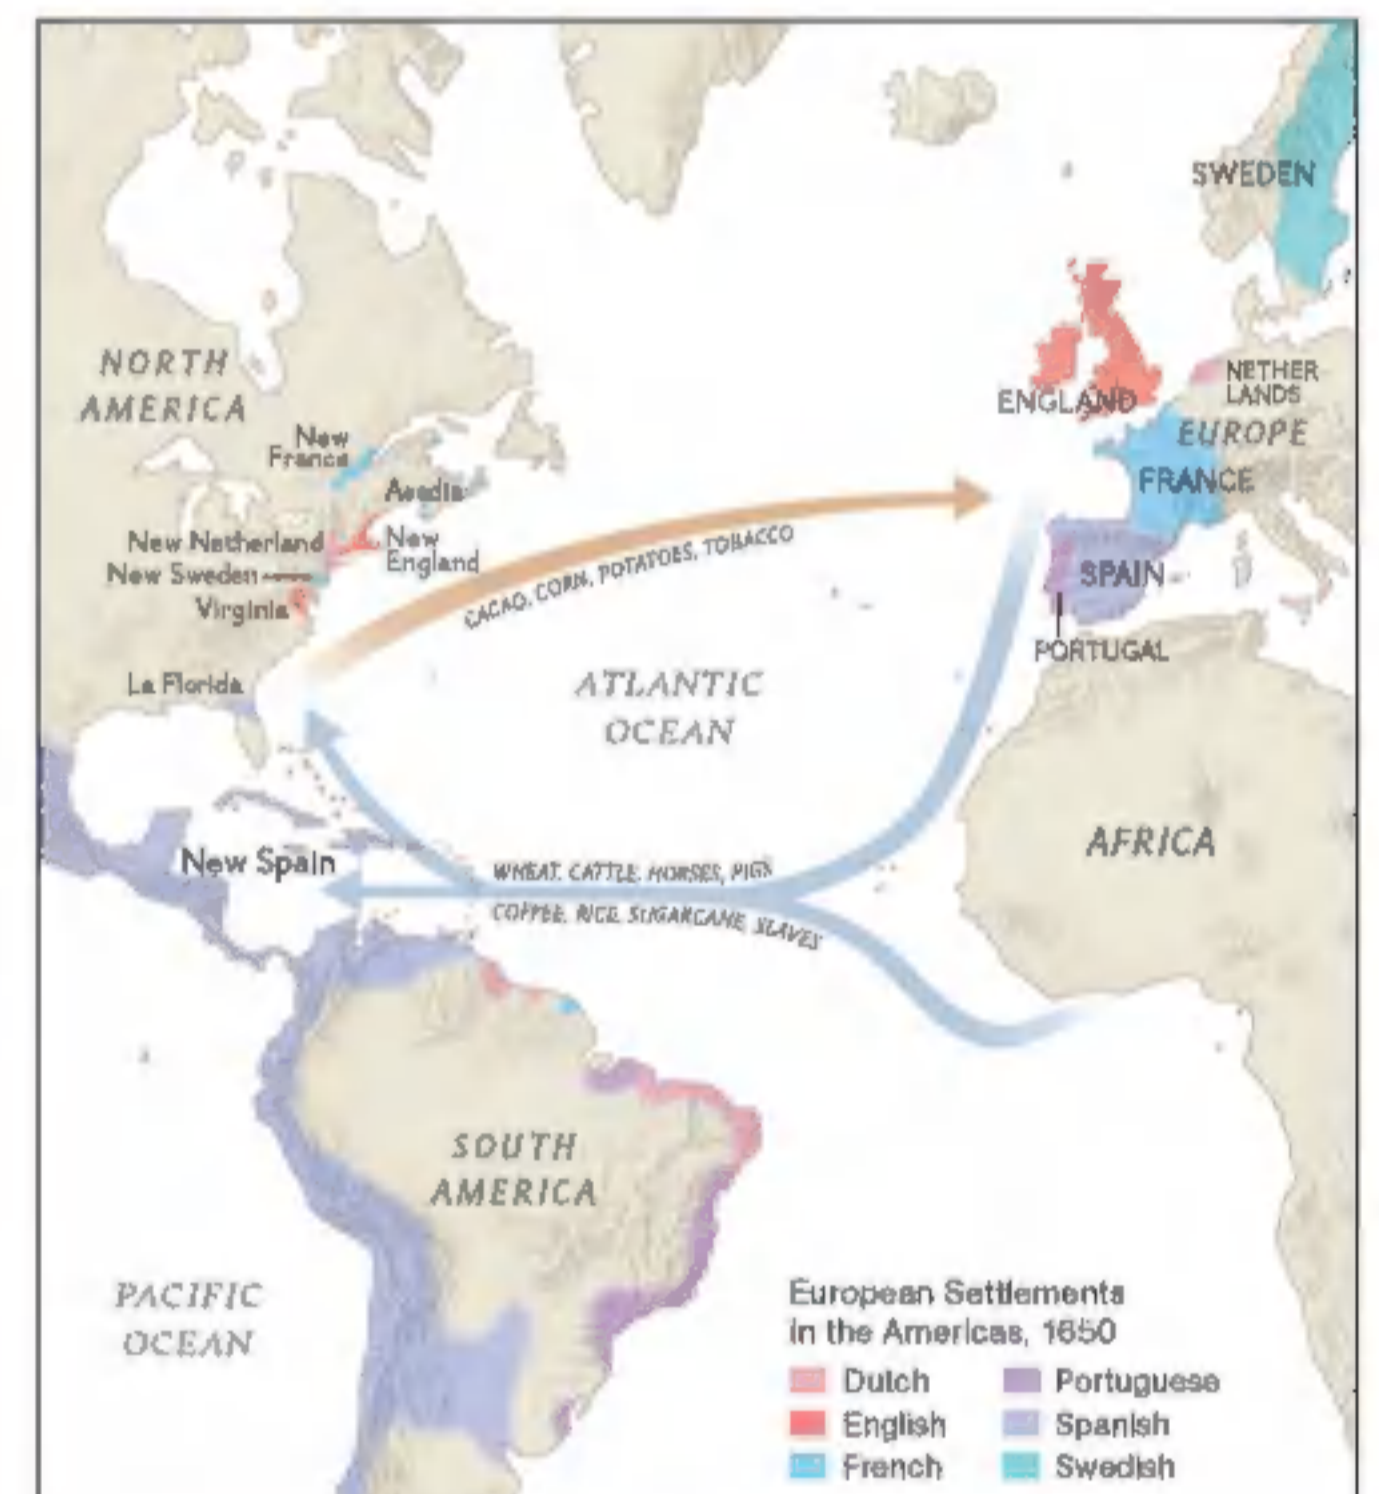 SWEDEN
NORTH
AMERICA
ENGLAND
NETHER-
LANDS
EUROPE
FRANCE
New
France
Acadia
New Netherland
New
England
New Sweden
Virginia
CACAO, CORN, POTATOES, TOBACCO
SPAIN
PORTUGAL
La Florida
ATLANTIC
OCEAN
AFRICA
New Spain
WHEAT, CATTLE, HORSES, PIGS
COFFEE, RICE, SUGARCANE, SLAVES
SOUTH
AMERICA
PACIFIC
OCEAN
European Settlements
in the Americas, 1650
Dutch
Portuguese
English
Spanish
French
Swedish